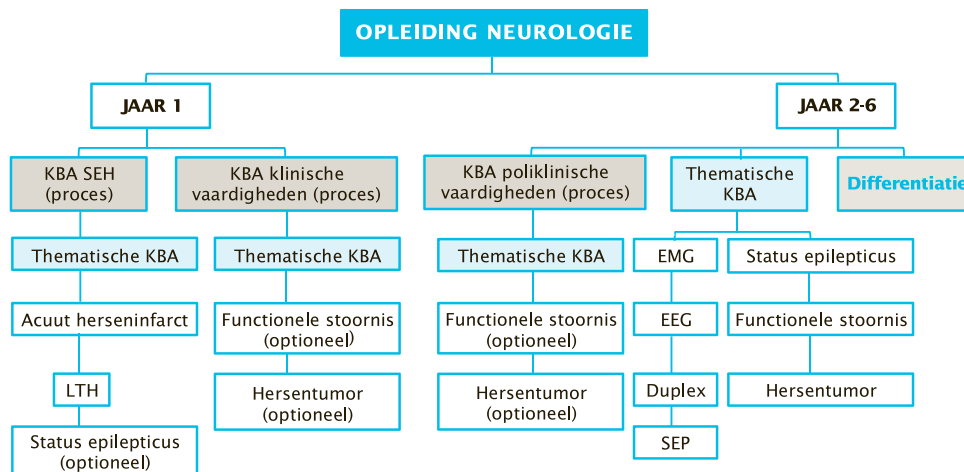 OPLEIDING NEUROLOGIE
JAAR 1
JAAR 2-6
KBA SEH
(proces)
KBA klinische
vaardigheden (proces)
KBA poliklinische
vaardigheden (proces)
Thematische
KBA
Differentiatie
Thematische KBA
Thematische KBA
Thematische KBA
EMG
Status epilepticus
Acuut herseninfarct
Functionele stoornis
(optioneel)
Functionele stoornis
(optioneel)
EEG
Functionele stoornis
LTH
Hersentumor
(optioneel)
Hersentumor
(optioneel)
Duplex
Hersentumor
Status epilepticus
(optioneel)
SEP